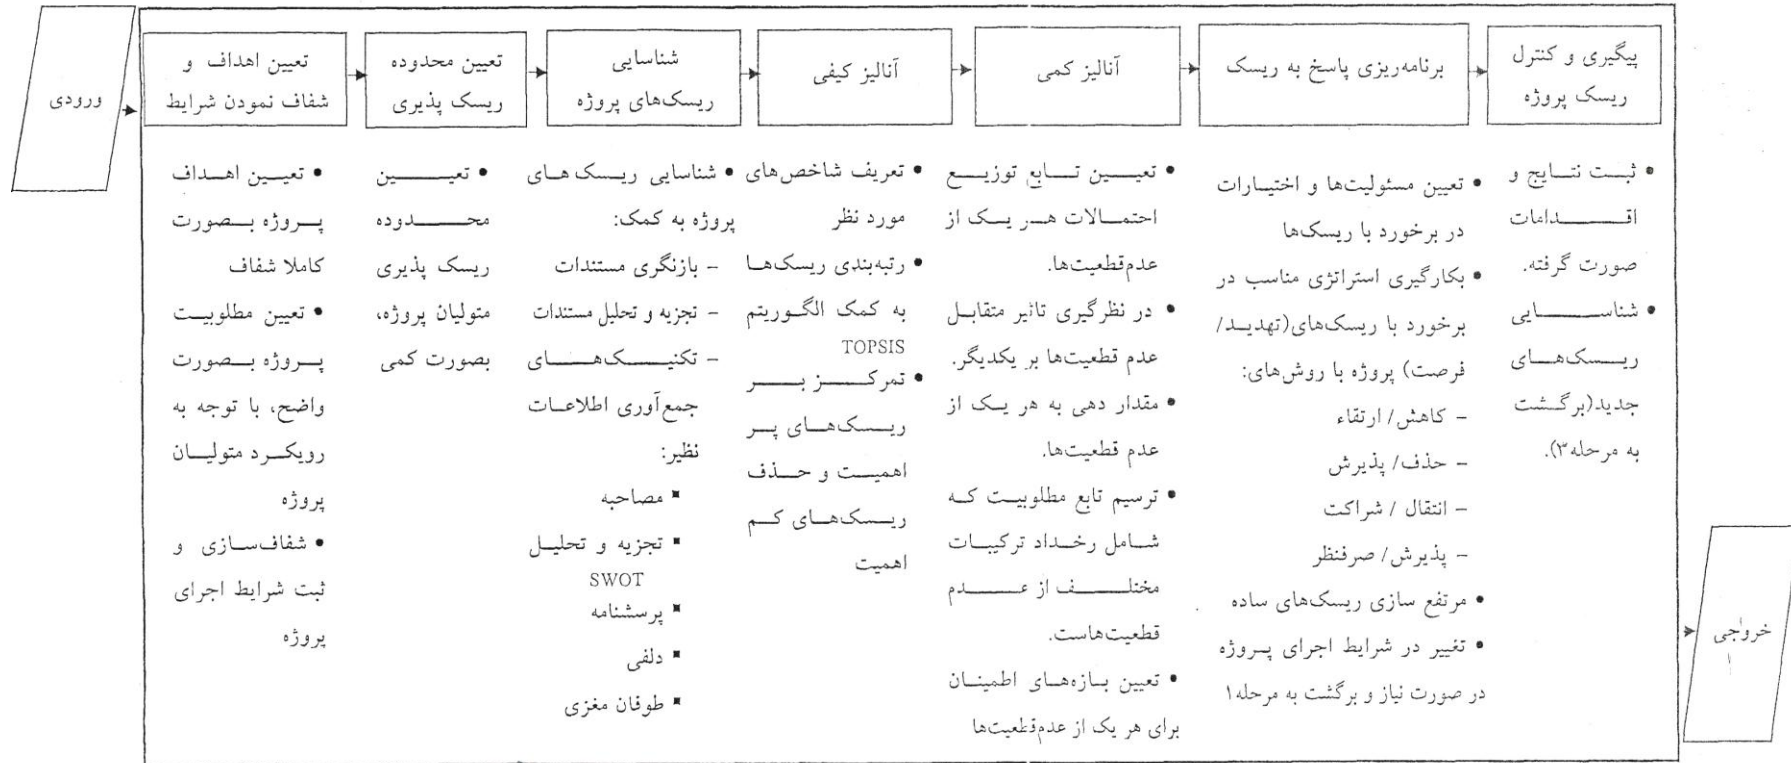 ورودی
تعیین اهداف و
شفاف نمودن شرایط
تعیین محدوده
ریسک پذیری
شناسایی
ریسک‌های پروژه
آنالیز کیفی
آنالیز کمی
برنامه‌ریزی پاسخ به ریسک
پیگیری و کنترل
ریسک پروژه
• تعیین اهداف
پروژه بصورت
کاملا شفاف
• تعیین مطلوبیت
پروژه بصورت
واضح، با توجه به
رویکرد متولیان
پروژه
• شفاف‌سازی و
ثبت شرایط اجرای
پروژه
• تعیین
محدوده
ریسک پذیری
متولیان پروژه،
بصورت کمی
• شناسایی ریسک‌های
پروژه به کمک:
- بازنگری مستندات
- تجزیه و تحلیل مستندات
- تکنیک‌های
جمع‌آوری اطلاعات
نظیر:
▪ مصاحبه
▪ تجزیه و تحلیل
SWOT
▪ پرسشنامه
▪ دلفی
▪ طوفان مغزی
• تعریف شاخص‌های
مورد نظر
• رتبه‌بندی ریسک‌ها
به کمک الگوریتم
TOPSIS
• تمرکز بر
ریسک‌های پر
اهمیت و حذف
ریسک‌های کم
اهمیت
• تعیین تابع توزیع
احتمالات هر یک از
عدم‌قطعیت‌ها.
• در نظرگیری تاثیر متقابل
عدم قطعیت‌ها بر یکدیگر.
• مقدار دهی به هر یک از
عدم قطعیت‌ها.
• ترسیم تابع مطلوبیت که
شامل رخداد ترکیبات
مختلف از عدم
قطعیت‌هاست.
• تعیین بازه‌های اطمینان
برای هر یک از عدم‌قطعیت‌ها
• تعیین مسئولیت‌ها و اختیارات
در برخورد با ریسک‌ها
• بکارگیری استراتژی مناسب در
برخورد با ریسک‌های(تهدید/
فرصت) پروژه با روش‌های:
- کاهش/ ارتقاء
- حذف/ پذیرش
- انتقال / شراکت
- پذیرش/ صرفنظر
• مرتفع سازی ریسک‌های ساده
• تغییر در شرایط اجرای پروژه
در صورت نیاز و برگشت به مرحله۱
• ثبت نتایج و
اقدامات
صورت گرفته.
• شناسایی
ریسک‌های
جدید(برگشت
به مرحله۳).
خروجی